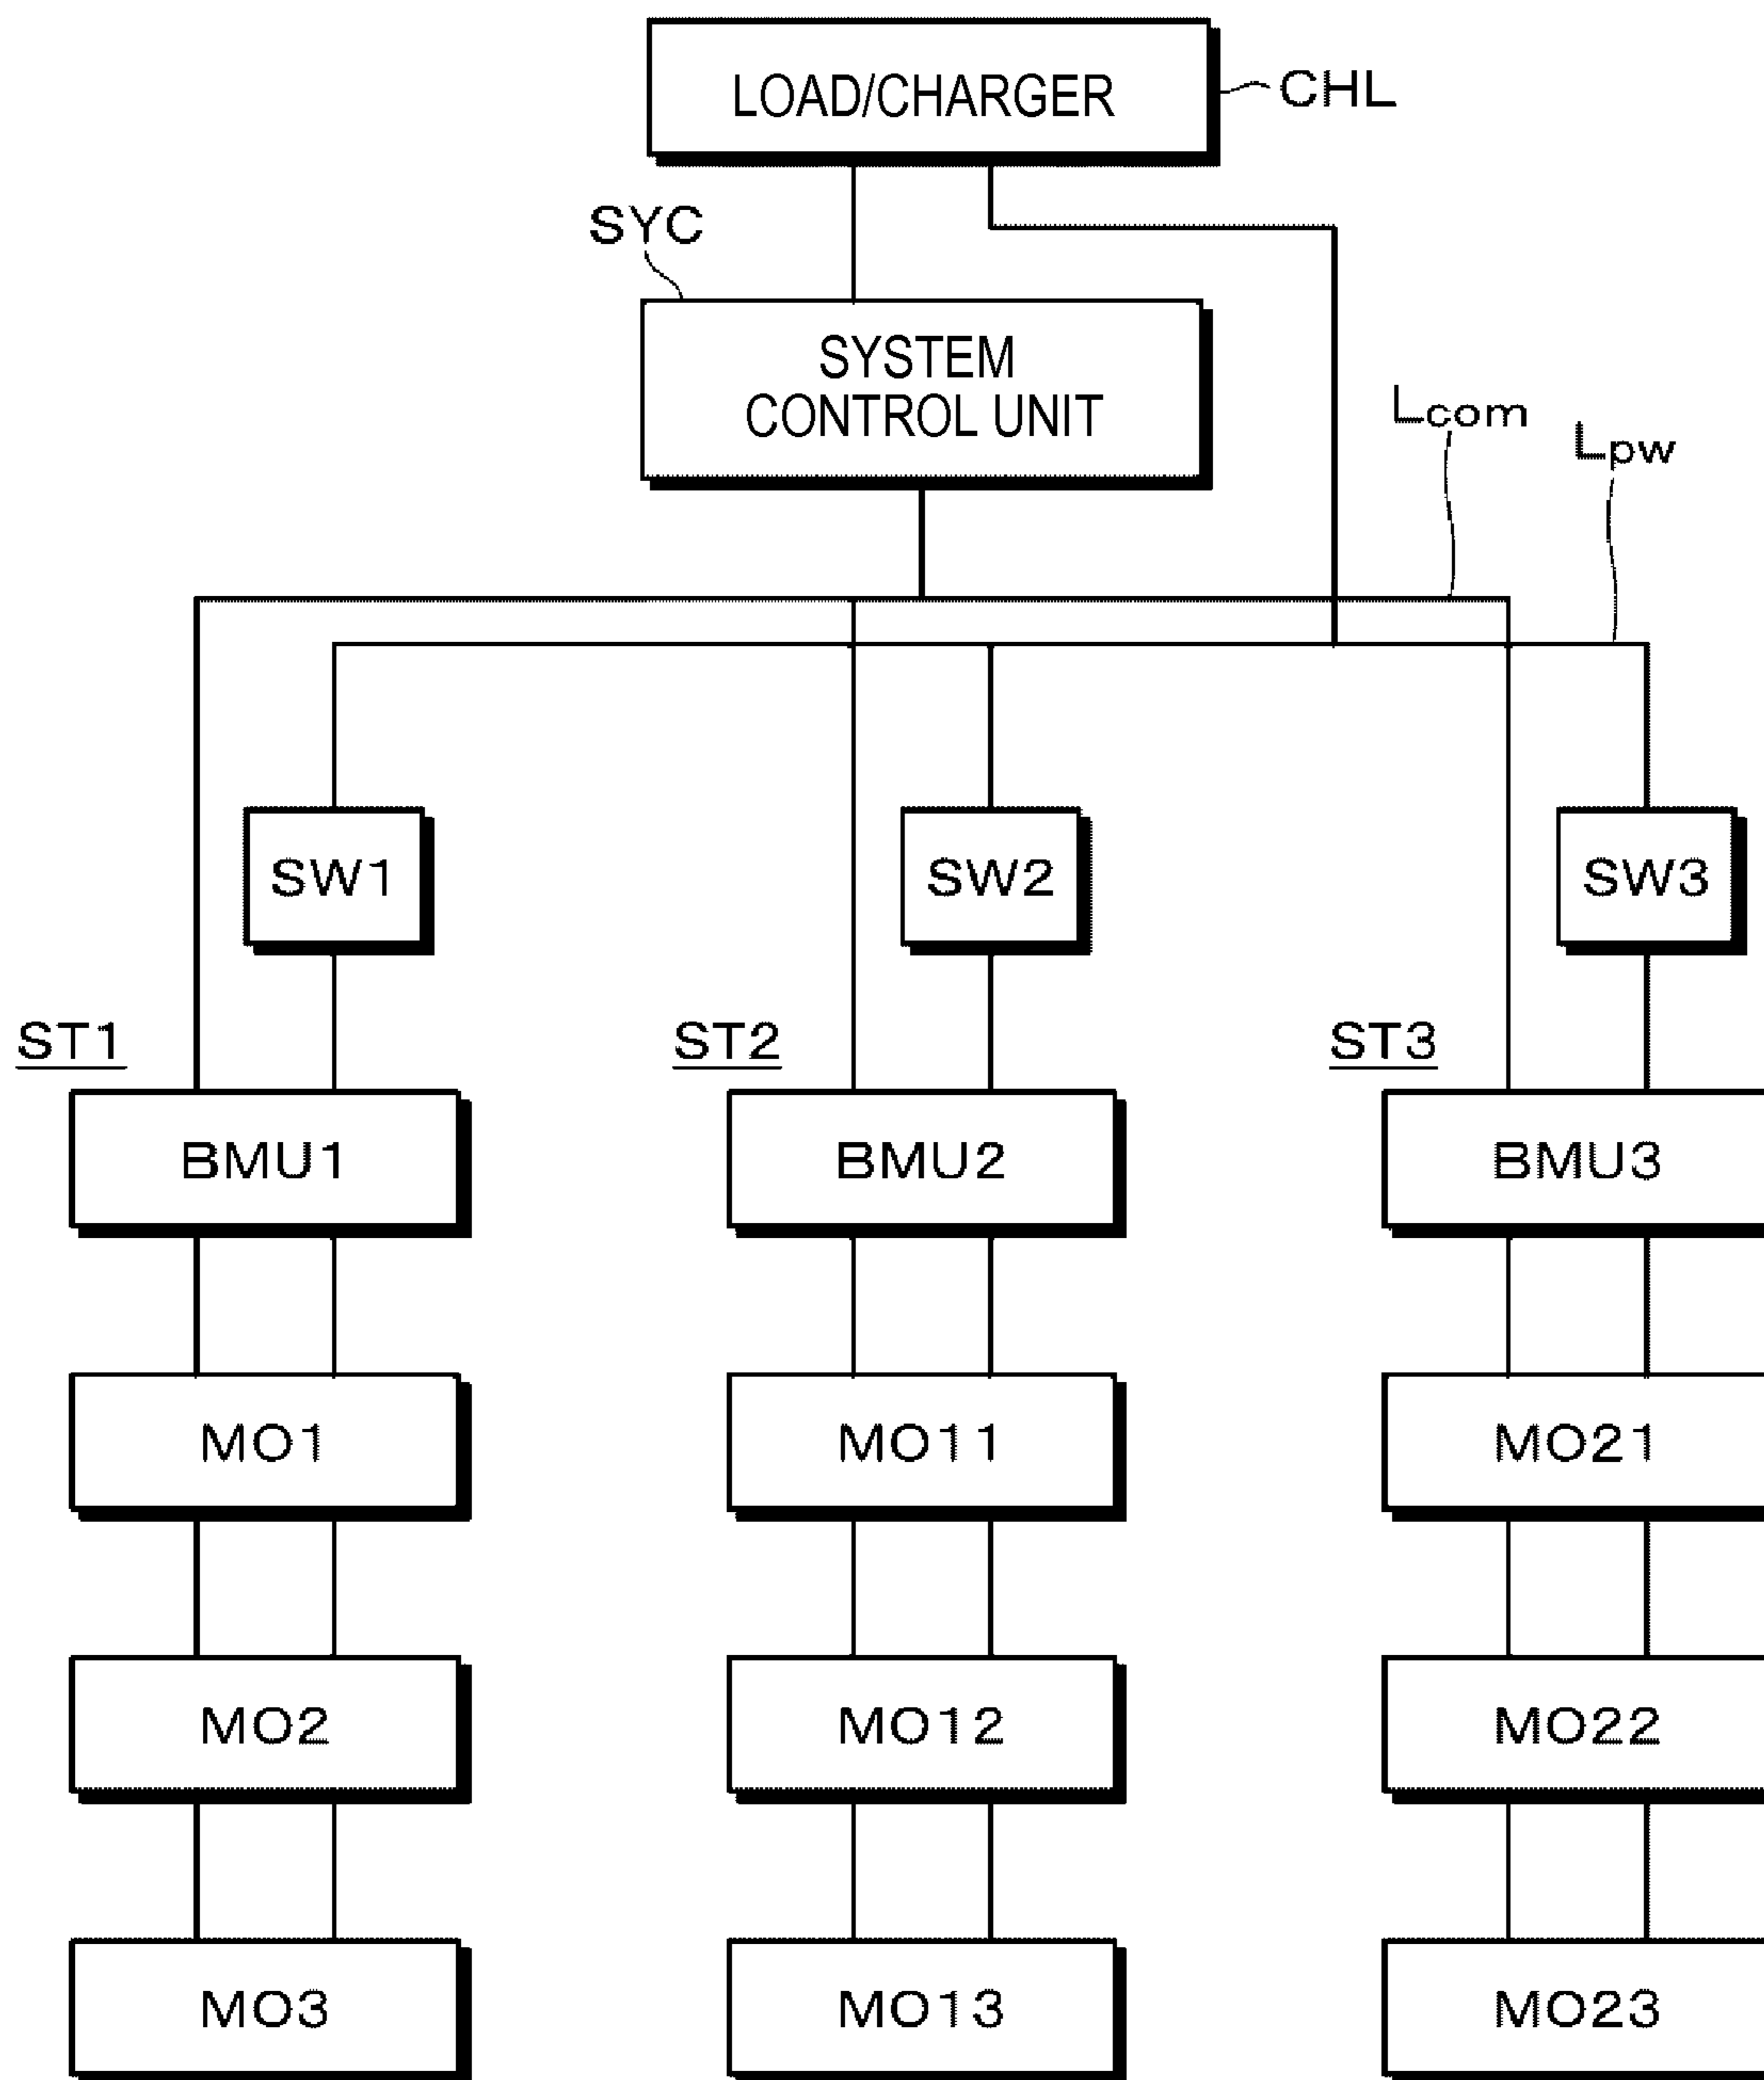 LOAD/CHARGER
CHL
SYC
SYSTEM
CONTROL UNIT
Lcom
Lpw
SW1
SW2
SW3
ST1
ST2
ST3
BMU1
BMU2
BMU3
MO1
MO11
MO21
MO2
MO12
MO22
MO3
MO13
MO23